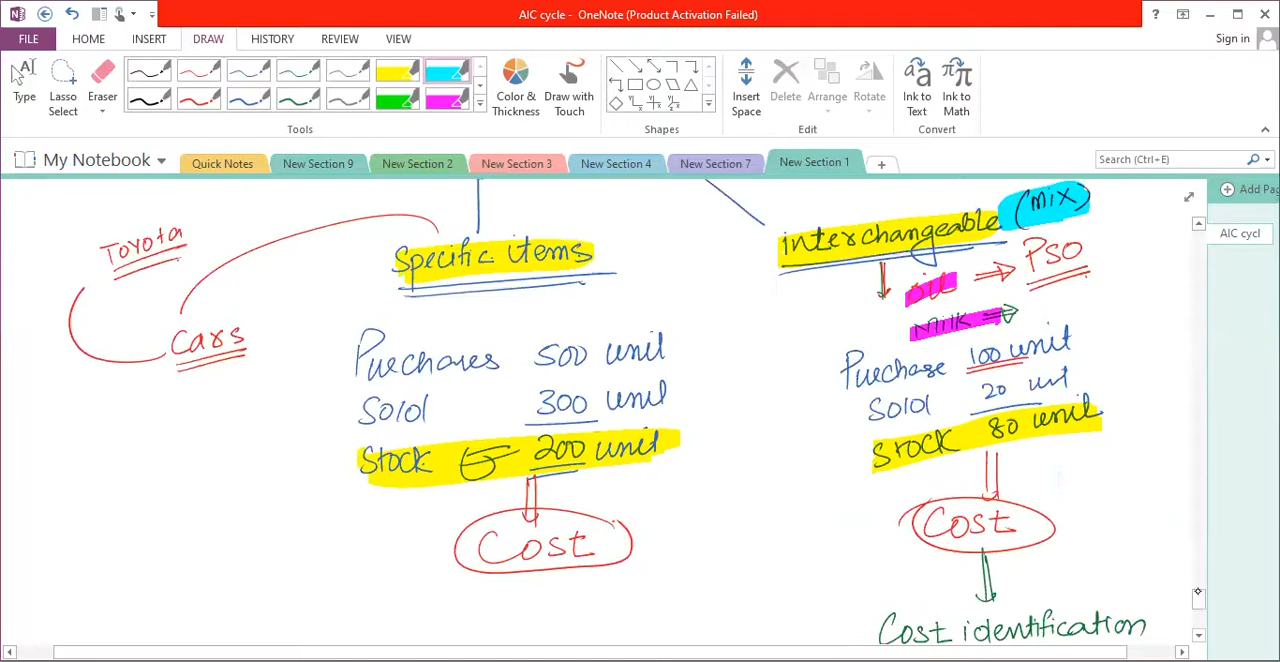 AIC cycle - OneNote (Product Activation Failed)
?
FILE HOME INSERT DRAW HISTORY REVIEW VIEW
Sign in
Type
Lasso Select
Eraser
Color & Thickness
Draw with Touch
Insert Space
Delete
Arrange
Rotate
Ink to Text
Ink to Math
Tools
Shapes
Edit
Convert
My Notebook
Quick Notes
New Section 9
New Section 2
New Section 3
New Section 4
New Section 7
New Section 1
Search (Ctrl+E)
Add Pag
AIC cycl
Toyota
Cars
Specific items
Purchares 500 unit
Sold 300 unit
Stock 200 unit
Cost
interchangeable (mix)
oil ⇒ PSO
milk ⇒
Purchase 100 unit
Sold 20 unit
Stock 80 unit
Cost
Cost identification